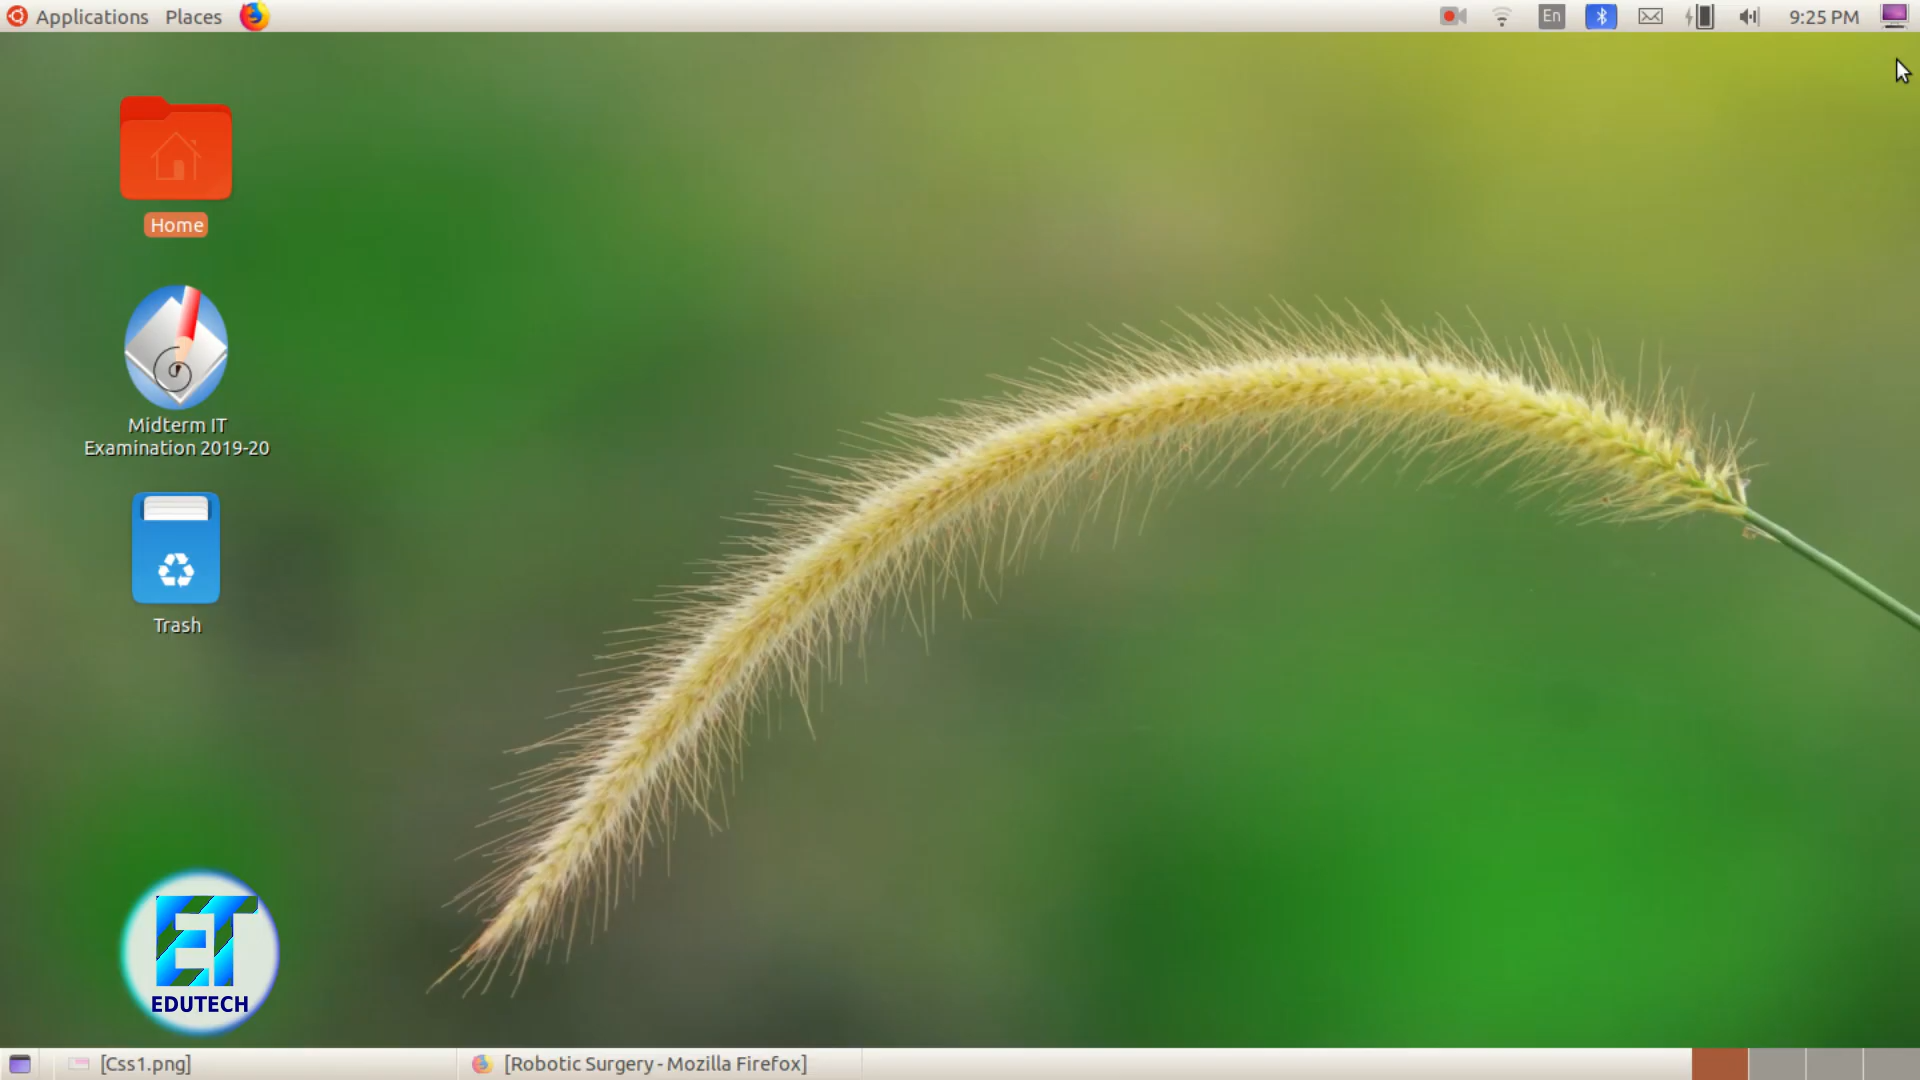 Applications Places
En
9:25 PM
Home
Midterm IT
Examination 2019-20
Trash
ET
EDUTECH
[Css1.png]
[Robotic Surgery - Mozilla Firefox]